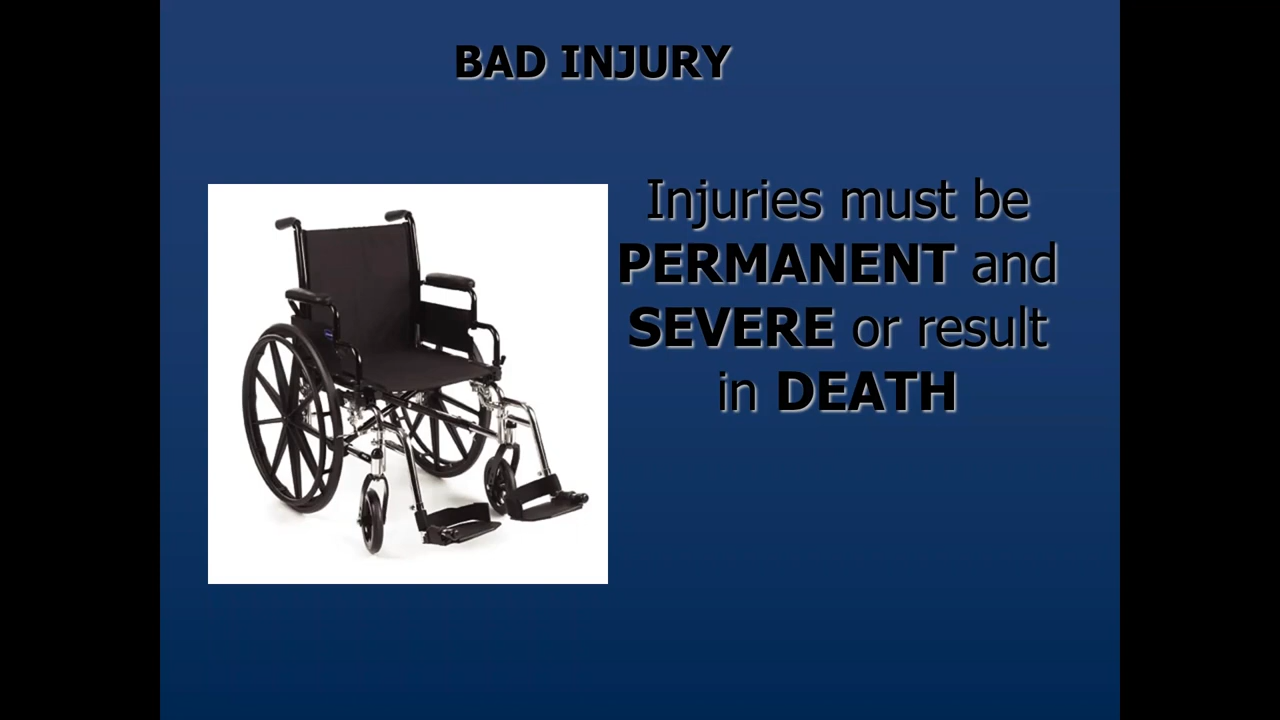 BAD INJURY
Injuries must be
PERMANENT and
SEVERE or result
in DEATH